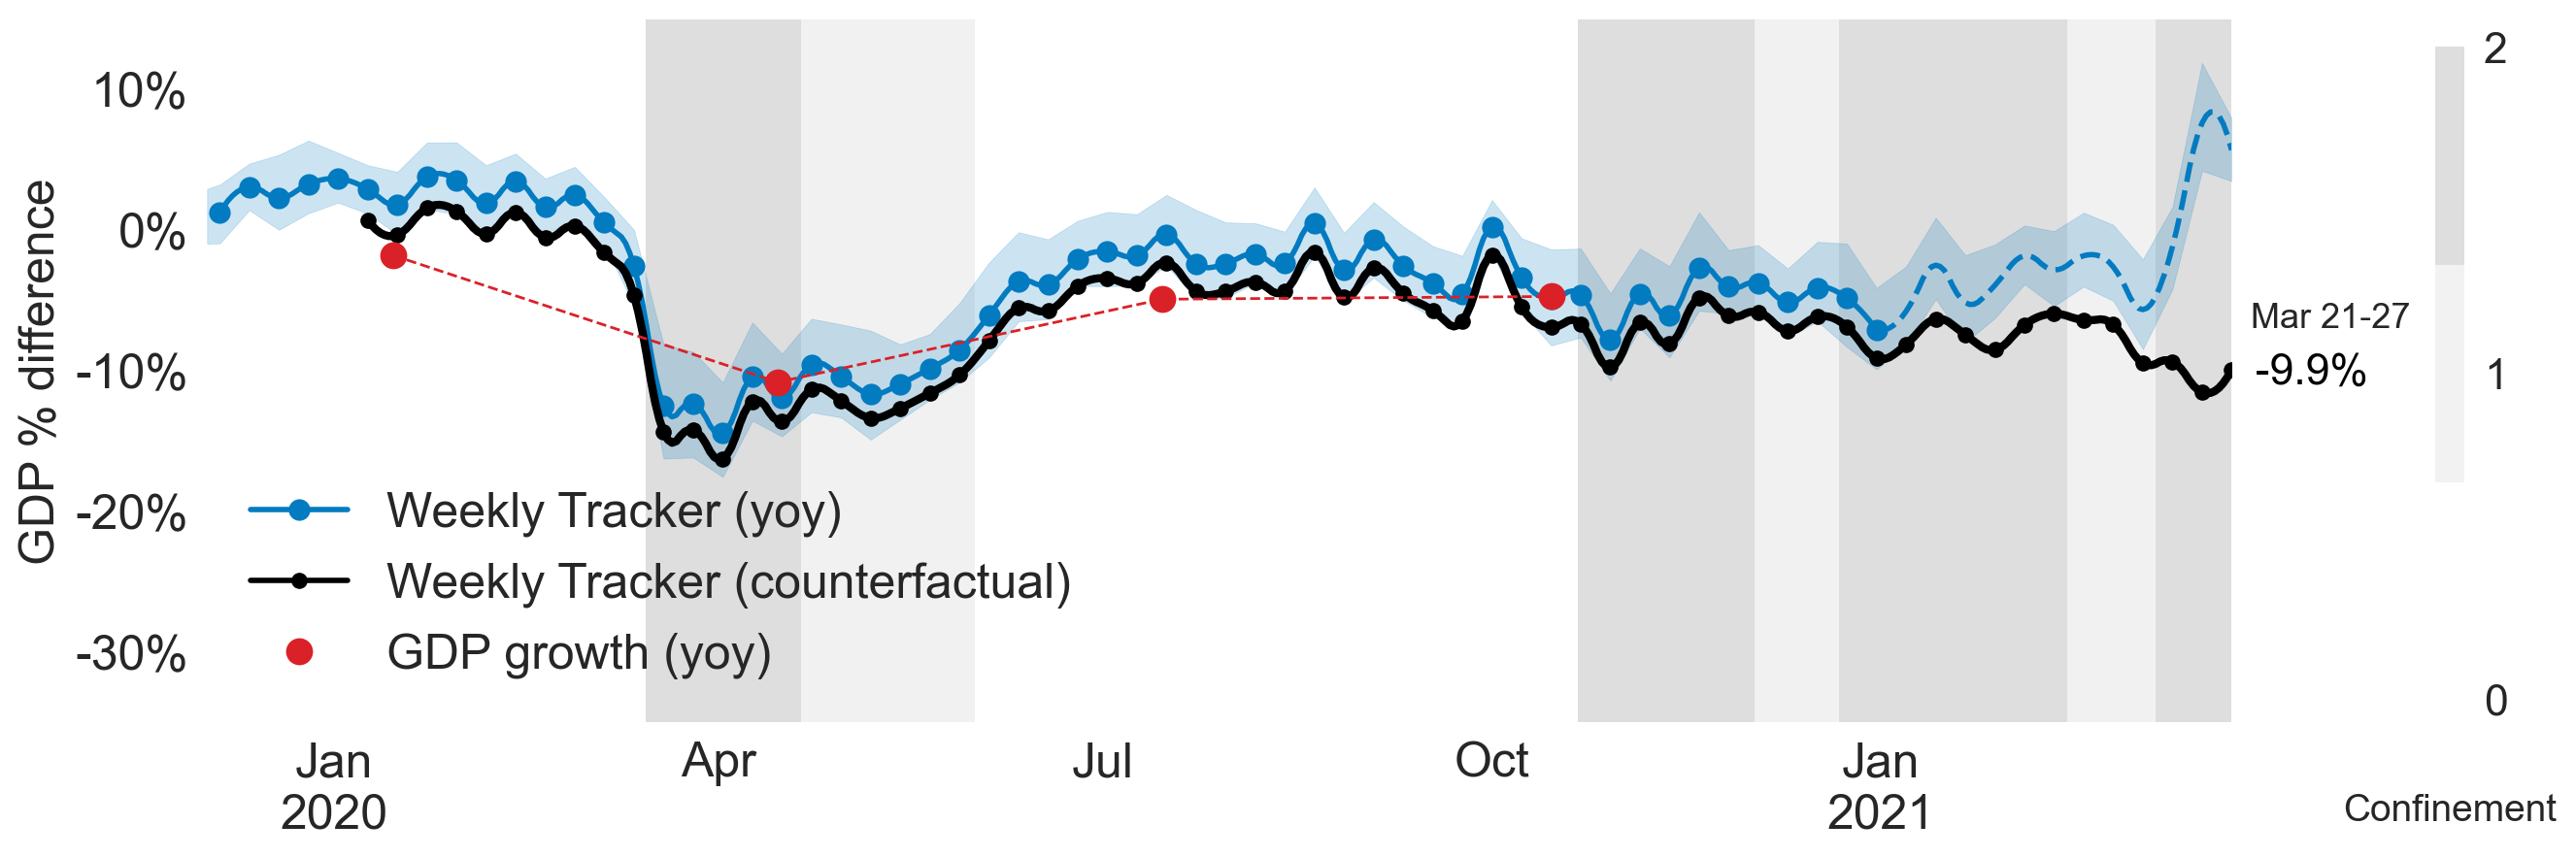 GDP % difference
10%
0%
-10%
-20%
-30%
Weekly Tracker (yoy)
Weekly Tracker (counterfactual)
GDP growth (yoy)
Jan
2020
Apr
Jul
Oct
Jan
2021
Mar 21-27
-9.9%
2
1
0
Confinement